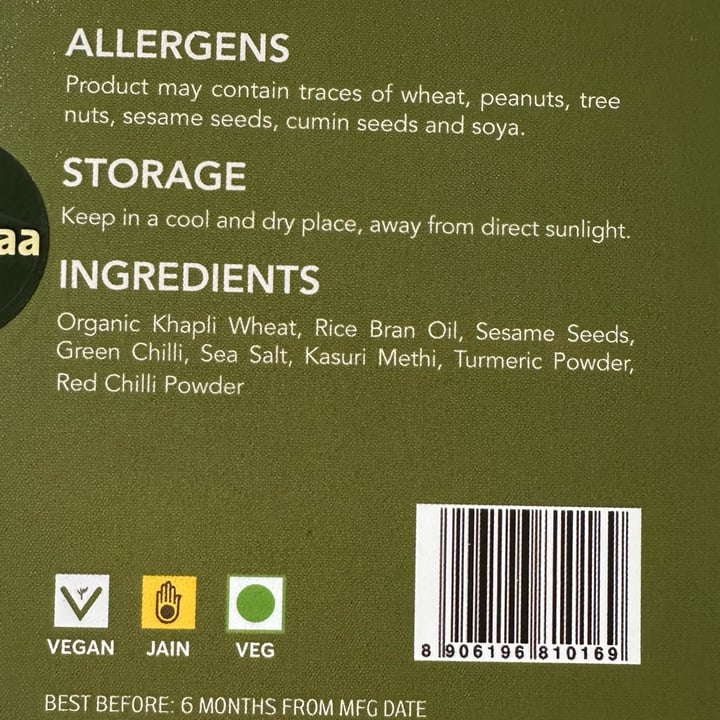 ALLERGENS
Product may contain traces of wheat, peanuts, tree
nuts, sesame seeds, cumin seeds and soya.
STORAGE
Keep in a cool and dry place, away from direct sunlight.
aa
INGREDIENTS
Organic Khapli Wheat, Rice Bran Oil, Sesame Seeds,
Green Chilli, Sea Salt, Kasuri Methi, Turmeric Powder,
Red Chilli Powder
8 906196 810169
VEGAN JAIN VEG
BEST BEFORE: 6 MONTHS FROM MFG DATE